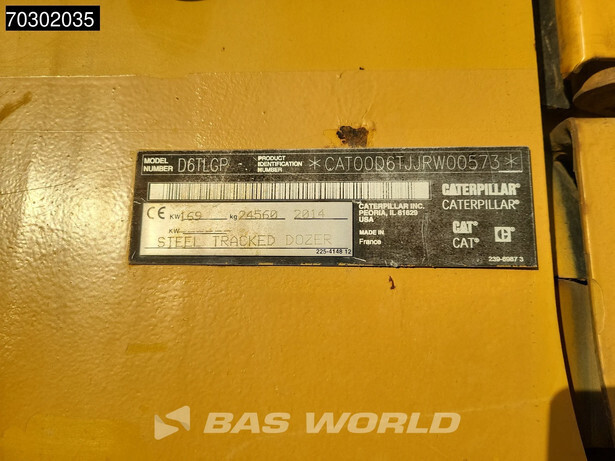 70302035
MODEL NUMBER D6TLGP - PRODUCT IDENTIFICATION NUMBER *CAT00D6TJJRW00573*
CE KW 169 kg 24560 2014
KW
STEEL TRACKED DOZER
225-4148 12
CATERPILLAR INC.
PEORIA, IL 61629
USA
MADE IN
France
CATERPILLAR®
CATERPILLAR®
CAT®
CAT®
239-6987 3
BAS WORLD